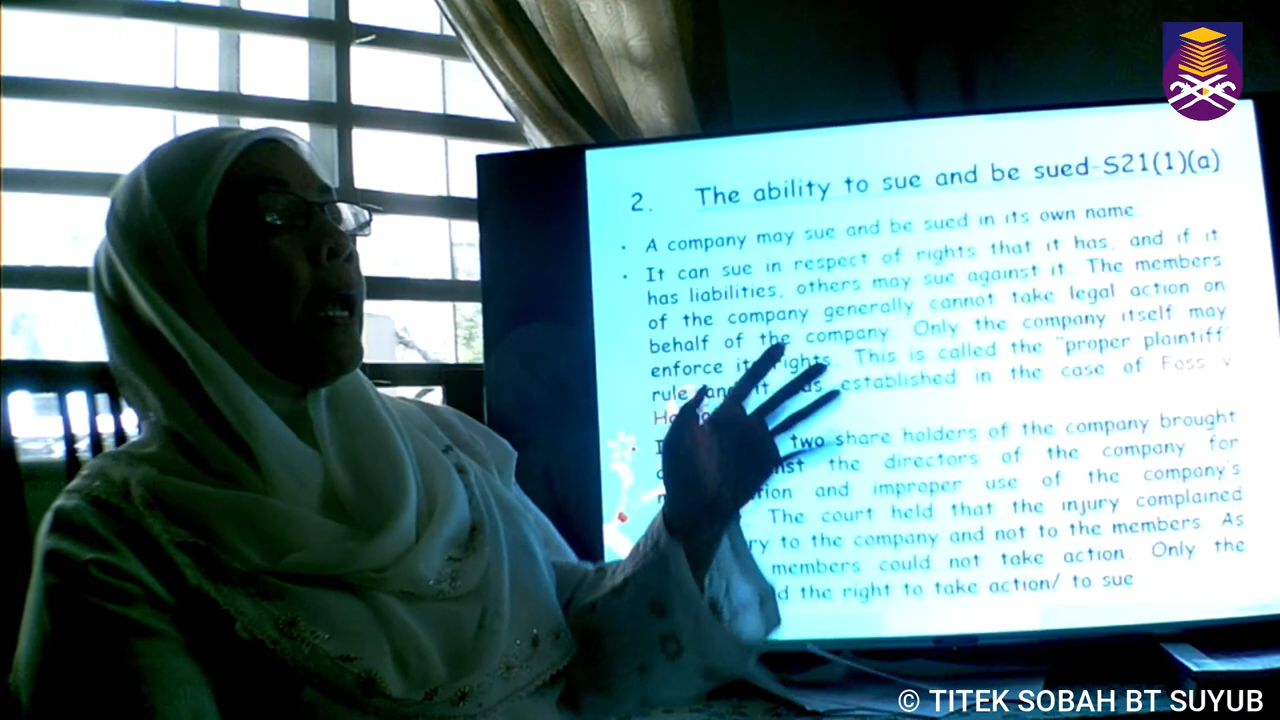 2. The ability to sue and be sued-S21(1)(a)
• A company may sue and be sued in its own name.
• It can sue in respect of rights that it has, and if it
has liabilities, others may sue against it. The members
of the company generally cannot take legal action on
behalf of the company. Only the company itself may
enforce its rights. This is called the "proper plaintiff"
rule and it was established in the case of Foss v
two share holders of the company brought
the directors of the company for
and improper use of the company's
The court held that the injury complained
to the company and not to the members. As
members could not take action. Only the
the right to take action/ to sue
© TITEK SOBAH BT SUYUB